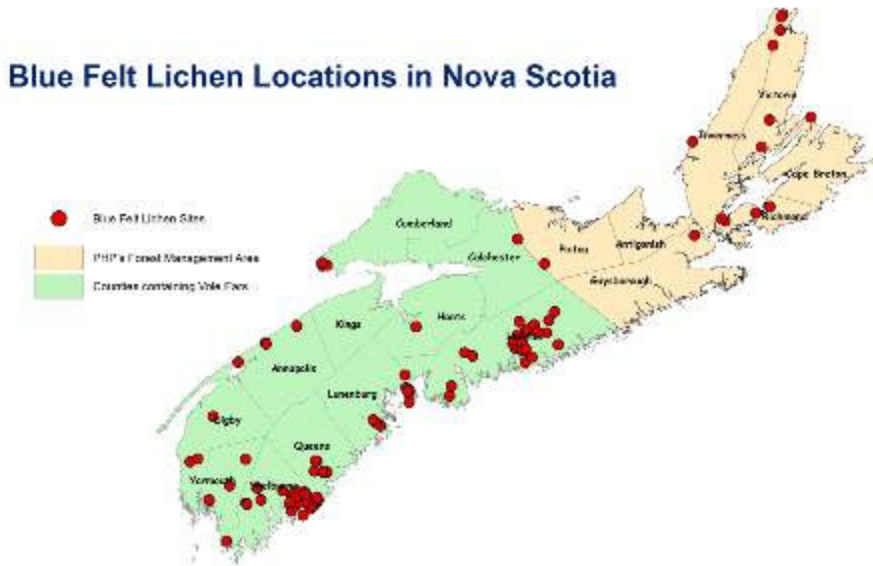 Blue Felt Lichen Locations in Nova Scotia
Victoria
Inverness
Cape Breton
Richmond
Blue Felt Lichen Sites
PHP's Forest Management Area
Counties containing Vole Ears
Cumberland
Colchester
Pictou
Antigonish
Guysborough
Kings
Hants
Annapolis
Lunenburg
Digby
Queens
Yarmouth
Shelburne